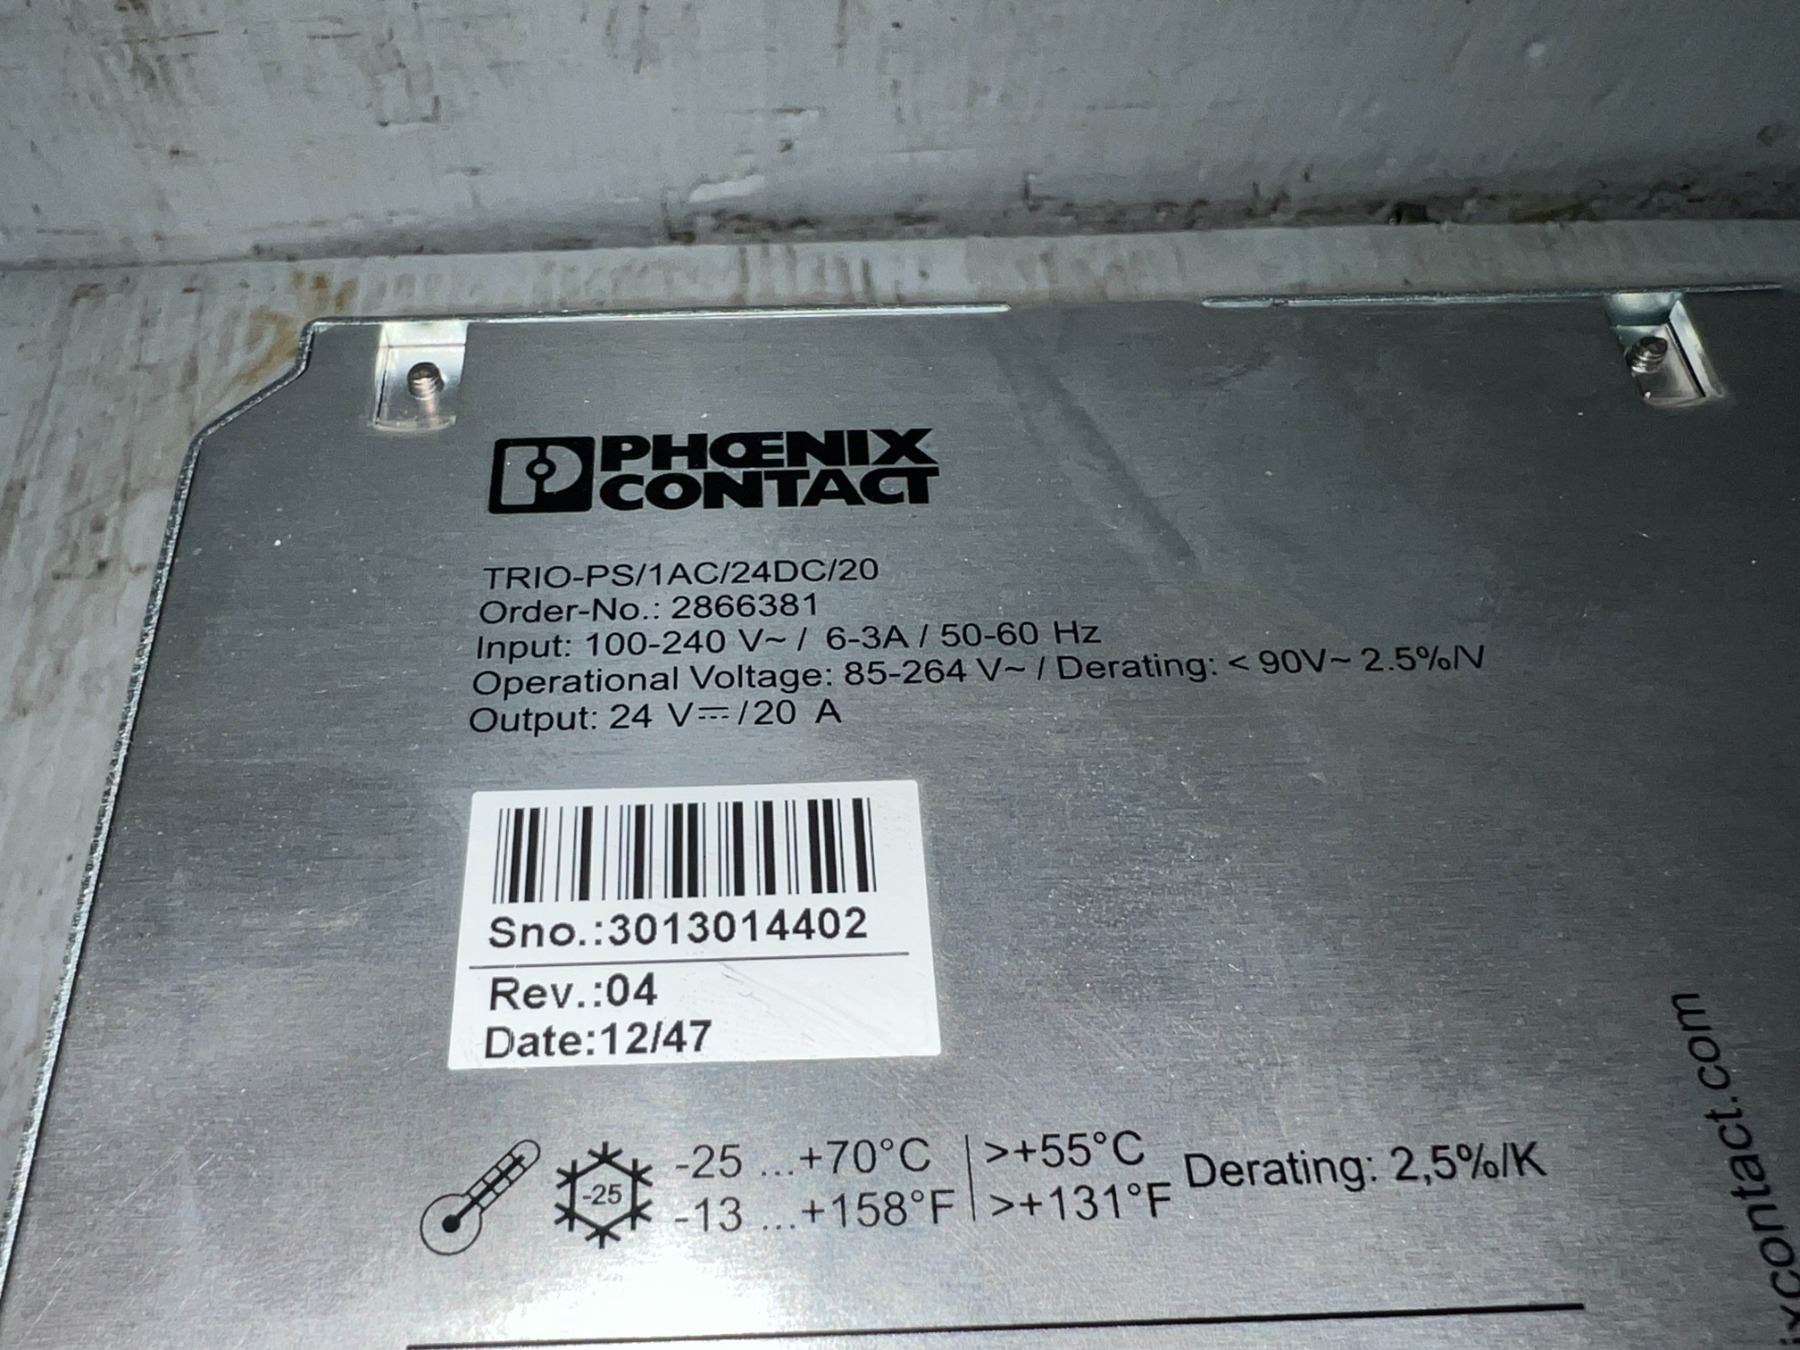 PHŒNIX
CONTACT
TRIO-PS/1AC/24DC/20
Order-No.: 2866381
Input: 100-240 V~ / 6-3A / 50-60 Hz
Operational Voltage: 85-264 V~ / Derating: < 90V~ 2.5%/V
Output: 24 V⎓/20 A
Sno.:3013014402
Rev.:04
Date:12/47
-25
-25 ...+70°C >+55°C Derating: 2,5%/K
-13 ...+158°F >+131°F
xcontact.com